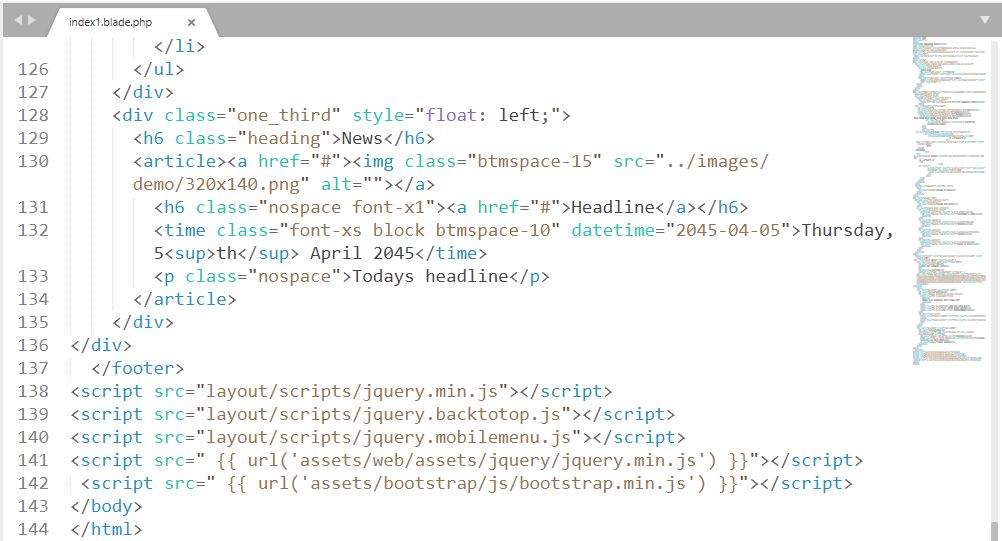 index1.blade.php
</li>
126 </ul>
127 </div>
128 <div class="one_third" style="float: left;">
129 <h6 class="heading">News</h6>
130 <article><a href="#"><img class="btmspace-15" src="../images/
demo/320x140.png" alt=""></a>
131 <h6 class="nospace font-x1"><a href="#">Headline</a></h6>
132 <time class="font-xs block btmspace-10" datetime="2045-04-05">Thursday,
5<sup>th</sup> April 2045</time>
133 <p class="nospace">Todays headline</p>
134 </article>
135 </div>
136 </div>
137 </footer>
138 <script src="layout/scripts/jquery.min.js"></script>
139 <script src="layout/scripts/jquery.backtotop.js"></script>
140 <script src="layout/scripts/jquery.mobilemenu.js"></script>
141 <script src=" {{ url('assets/web/assets/jquery/jquery.min.js') }}"></script>
142 <script src=" {{ url('assets/bootstrap/js/bootstrap.min.js') }}"></script>
143 </body>
144 </html>